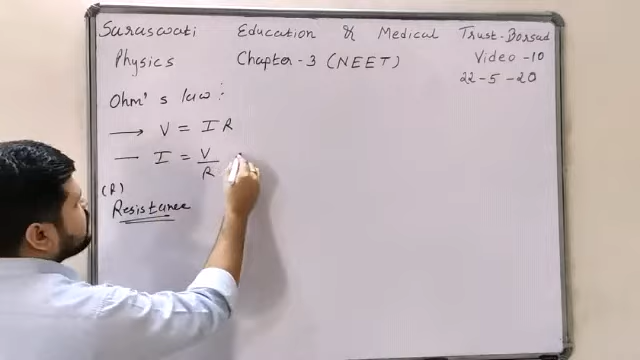 Saraswati Education & Medical Trust-Borsad
Physics Chapter-3 (NEET) Video-10
22-5-20
Ohm's law :
→ V = I R
— I = V/R
(R)
Resistance